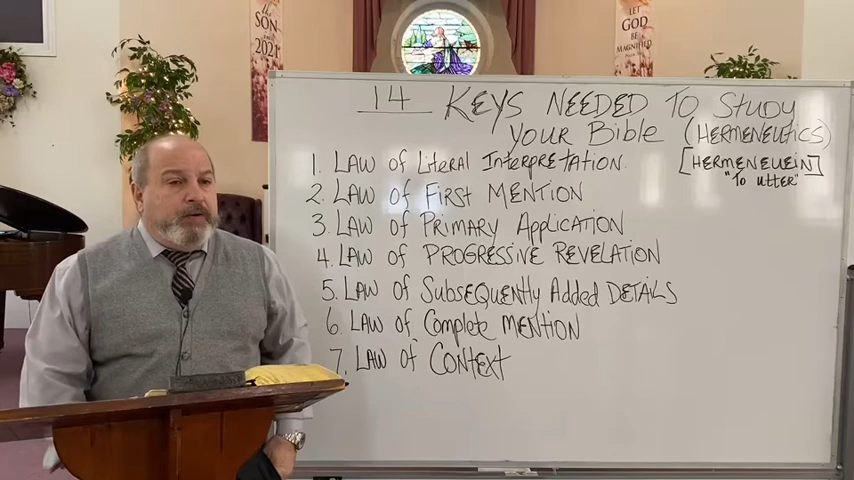 & SON
2021
LET
GOD
BE
MAGNIFIED
14 KEYS NEEDED TO STUDY
YOUR BIBLE (HERMENEUTICS)
[HERMENEUEIN]
"TO UTTER"
1. LAW OF LITERAL INTERPRETATION
2. LAW OF FIRST MENTION
3. LAW OF PRIMARY APPLICATION
4. LAW OF PROGRESSIVE REVELATION
5. LAW OF SUBSEQUENTLY ADDED DETAILS
6. LAW OF COMPLETE MENTION
7. LAW OF CONTEXT